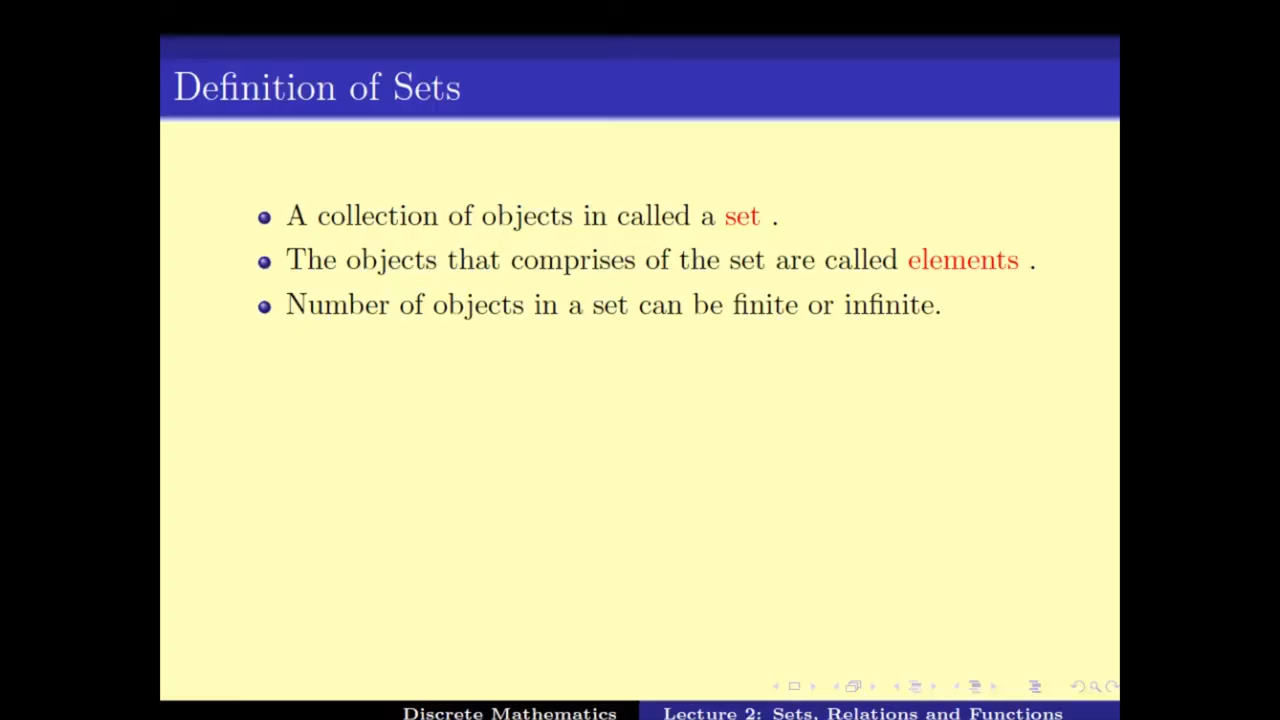 Definition of Sets
A collection of objects in called a set .
The objects that comprises of the set are called elements .
Number of objects in a set can be finite or infinite.
Discrete Mathematics
Lecture 2: Sets, Relations and Functions